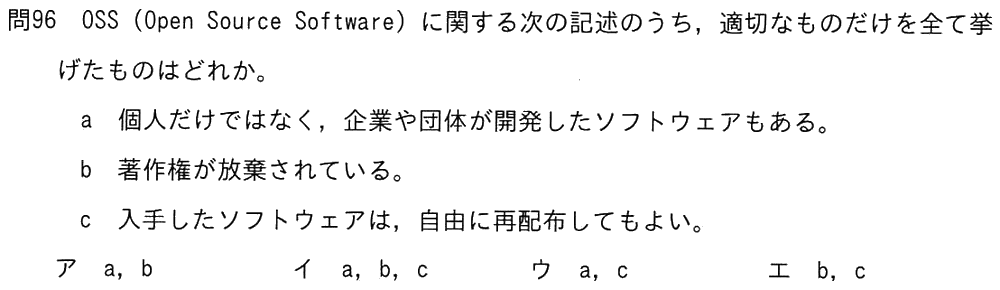 問96 OSS (Open Source Software) に関する次の記述のうち，適切なものだけを全て挙
げたものはどれか。
a 個人だけではなく，企業や団体が開発したソフトウェアもある。
b 著作権が放棄されている。
c 入手したソフトウェアは，自由に再配布してもよい。
ア a, b イ a, b, c ウ a, c エ b, c